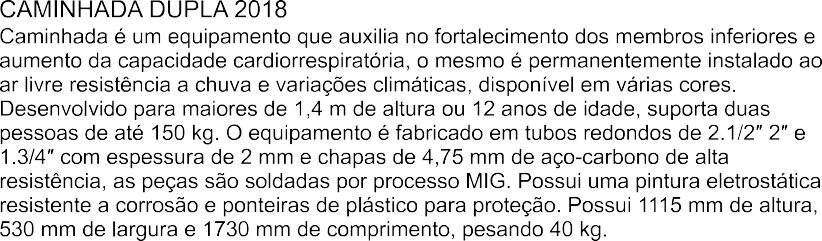 CAMINHADA DUPLA 2018
Caminhada é um equipamento que auxilia no fortalecimento dos membros inferiores e
aumento da capacidade cardiorrespiratória, o mesmo é permanentemente instalado ao
ar livre resistência a chuva e variações climáticas, disponível em várias cores.
Desenvolvido para maiores de 1,4 m de altura ou 12 anos de idade, suporta duas
pessoas de até 150 kg. O equipamento é fabricado em tubos redondos de 2.1/2″ 2″ e
1.3/4″ com espessura de 2 mm e chapas de 4,75 mm de aço-carbono de alta
resistência, as peças são soldadas por processo MIG. Possui uma pintura eletrostática
resistente a corrosão e ponteiras de plástico para proteção. Possui 1115 mm de altura,
530 mm de largura e 1730 mm de comprimento, pesando 40 kg.